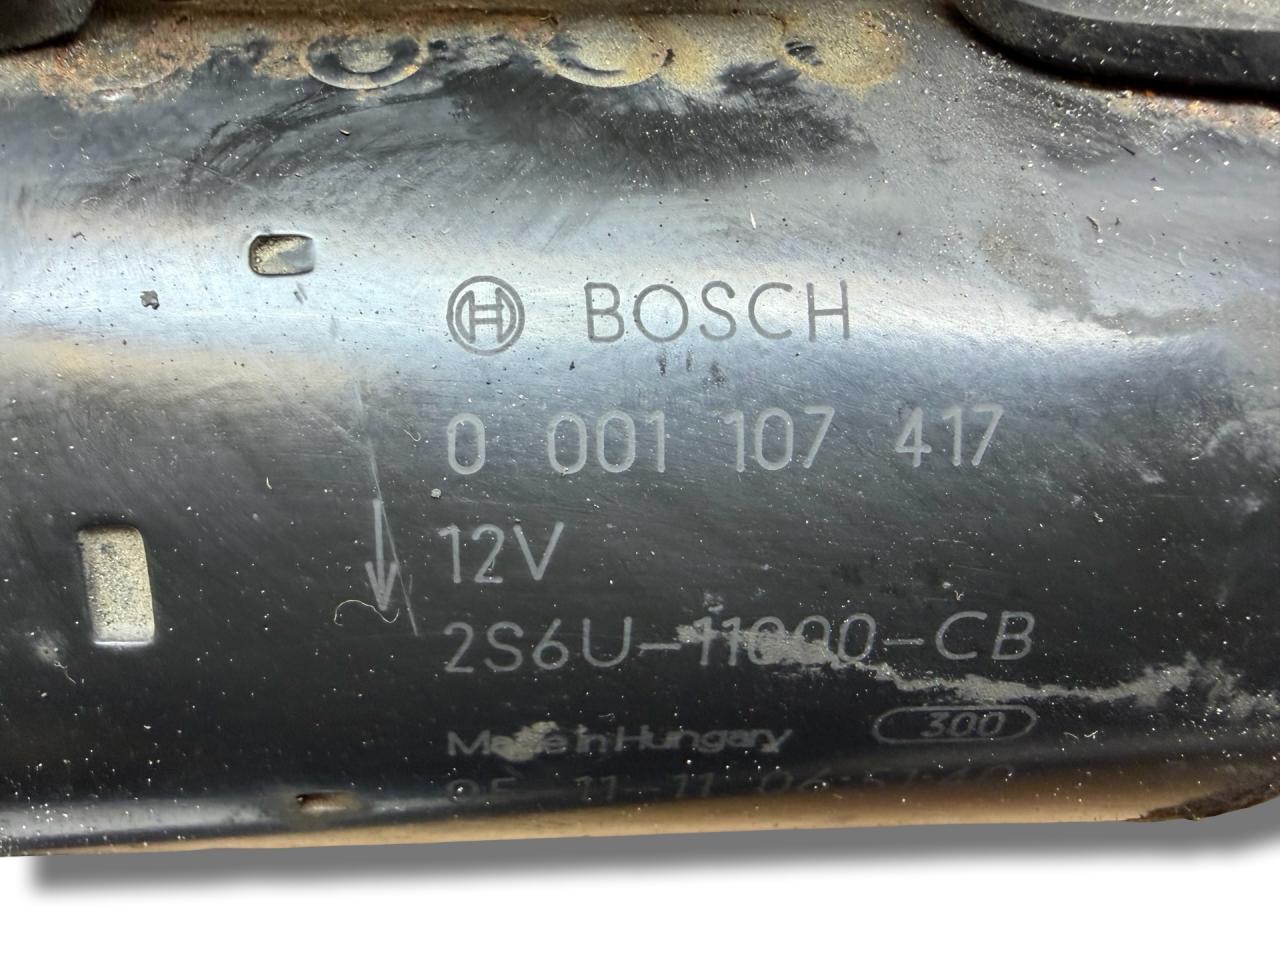 BOSCH
0 001 107 417
12V
2S6U-11000-CB
Made in Hungary
300